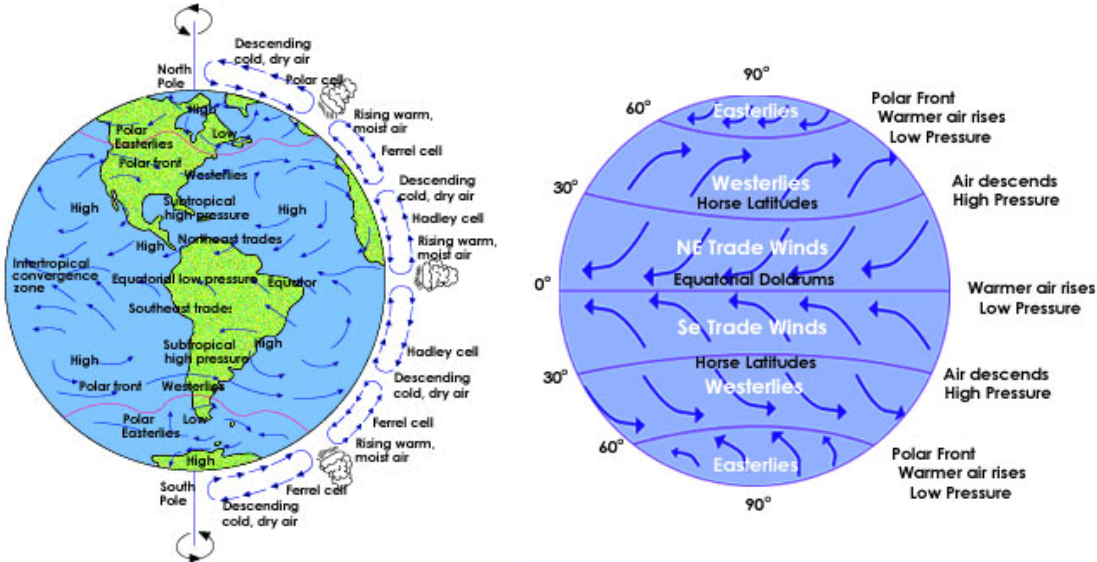 Descending
cold, dry air
North
Pole
Polar cell
High
Rising warm,
moist air
Polar
Easterlies
Low
Ferrel cell
Polar front
Westerlies
Descending
cold, dry air
High
Subtropical
high pressure
High
Hadley cell
High
Northeast trades
Rising warm,
moist air
Intertropical
convergence
zone
Equatorial low pressure
Equator
Southeast trades
High
Subtropical
high pressure
High
Hadley cell
Polar front
Westerlies
Descending
cold, dry air
Polar
Easterlies
Low
Ferrel cell
Rising warm,
moist air
High
South
Pole
Ferrel cell
Descending
cold, dry air
90°
60°
Easterlies
Polar Front
Warmer air rises
Low Pressure
30°
Westerlies
Horse Latitudes
Air descends
High Pressure
NE Trade Winds
0°
Equatorial Doldrums
Warmer air rises
Low Pressure
Se Trade Winds
Horse Latitudes
30°
Westerlies
Air descends
High Pressure
60°
Easterlies
Polar Front
Warmer air rises
Low Pressure
90°